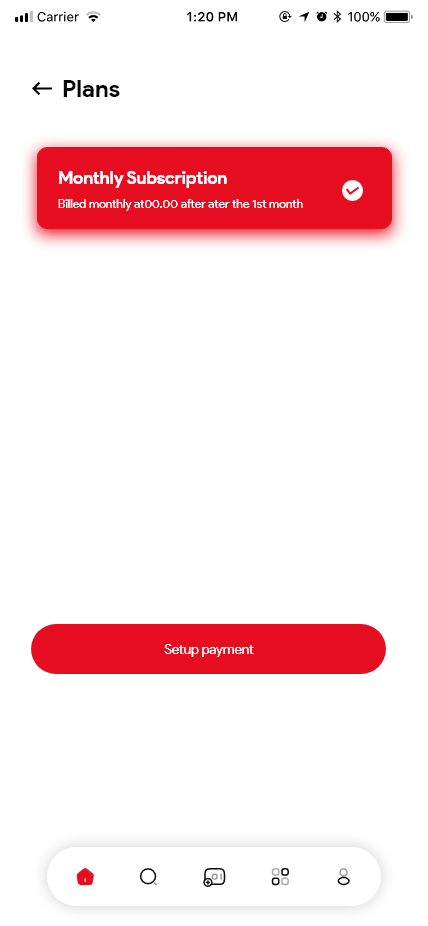 Carrier 1:20 PM 100%
Plans
Monthly Subscription
Billed monthly at00.00 after ater the 1st month
Setup payment